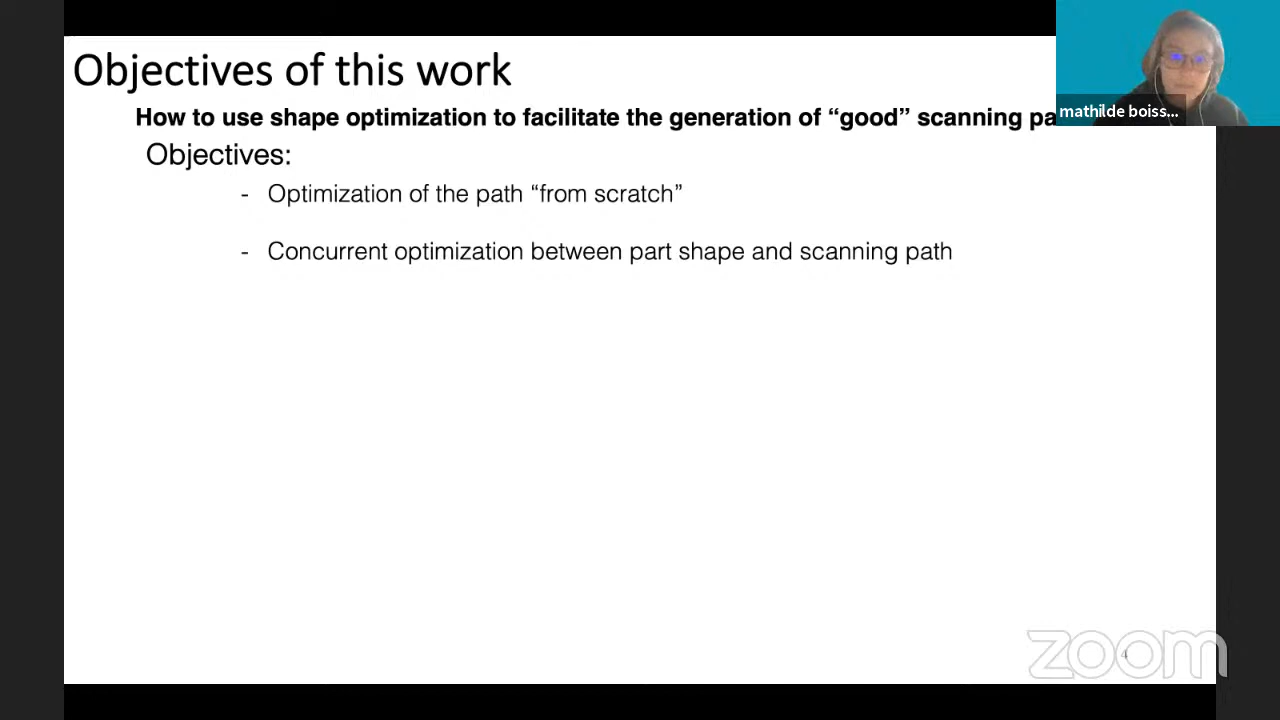 Objectives of this work
How to use shape optimization to facilitate the generation of “good” scanning
mathilde boiss...
Objectives:
- Optimization of the path “from scratch”
- Concurrent optimization between part shape and scanning path
zoom
4